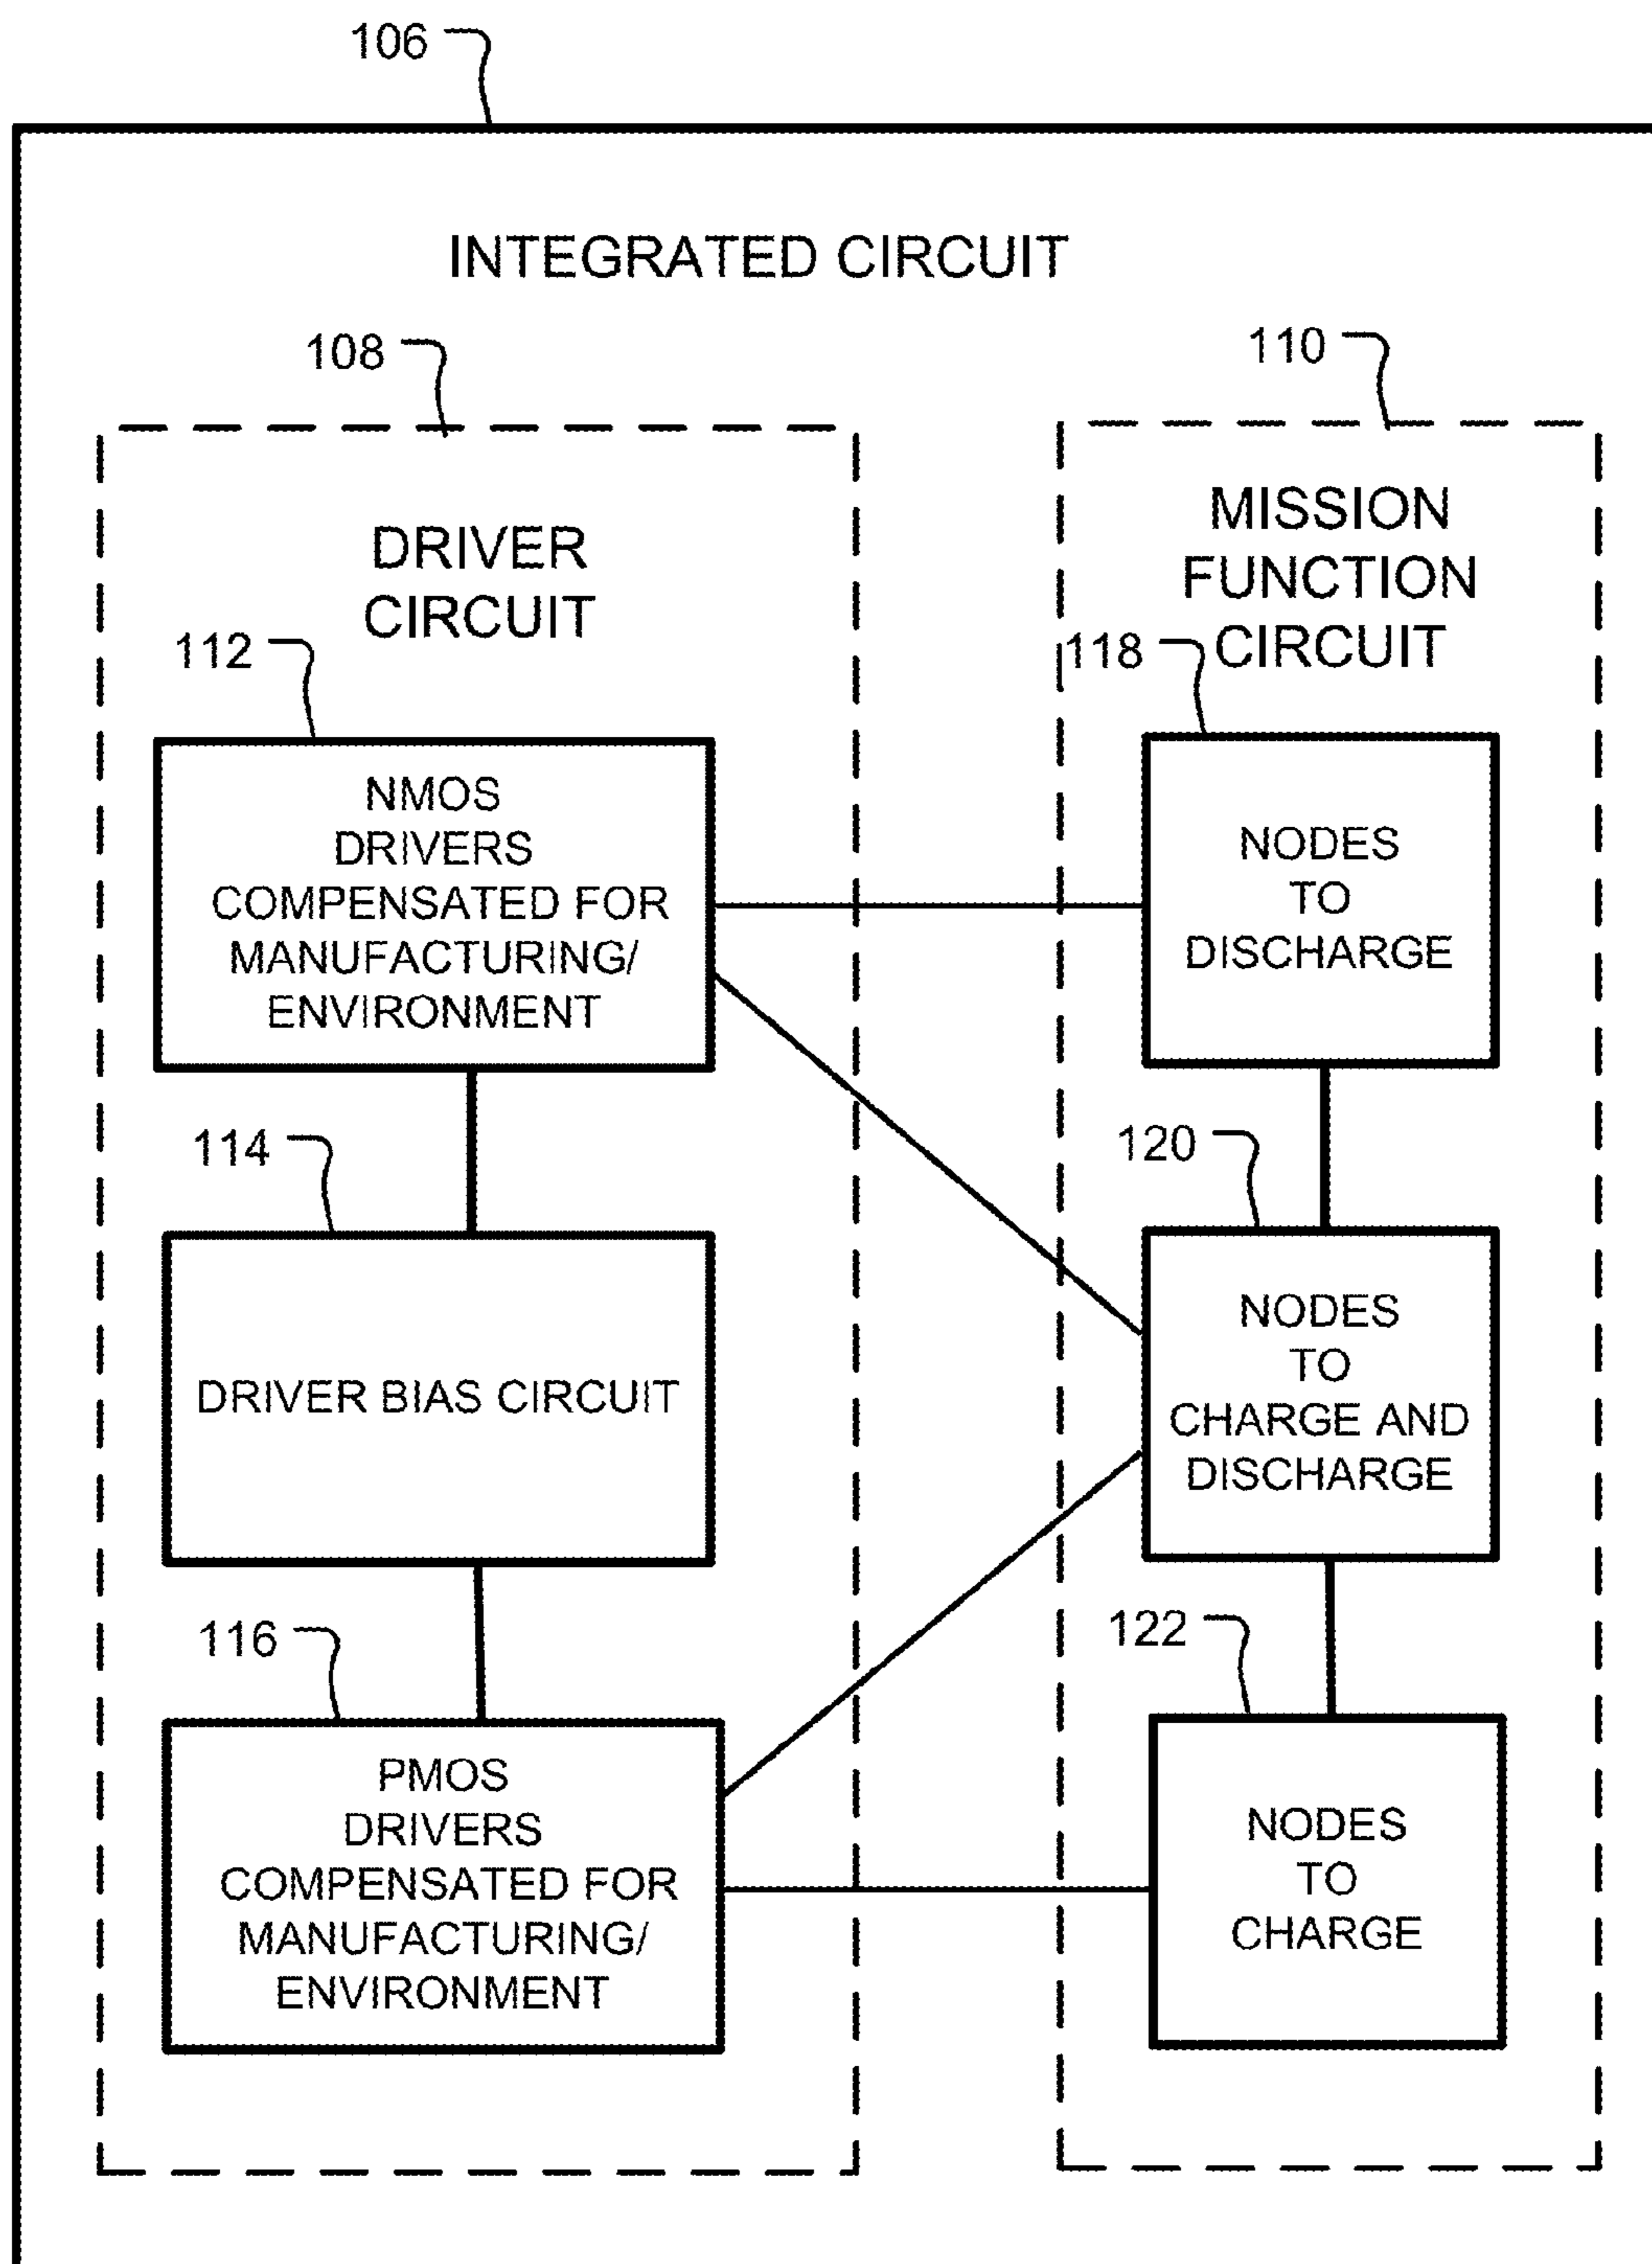 106
INTEGRATED CIRCUIT
108
110
DRIVER
CIRCUIT
MISSION
FUNCTION
CIRCUIT
112
118
NMOS
DRIVERS
COMPENSATED FOR
MANUFACTURING/
ENVIRONMENT
NODES
TO
DISCHARGE
114
120
DRIVER BIAS CIRCUIT
NODES
TO
CHARGE AND
DISCHARGE
116
122
PMOS
DRIVERS
COMPENSATED FOR
MANUFACTURING/
ENVIRONMENT
NODES
TO
CHARGE